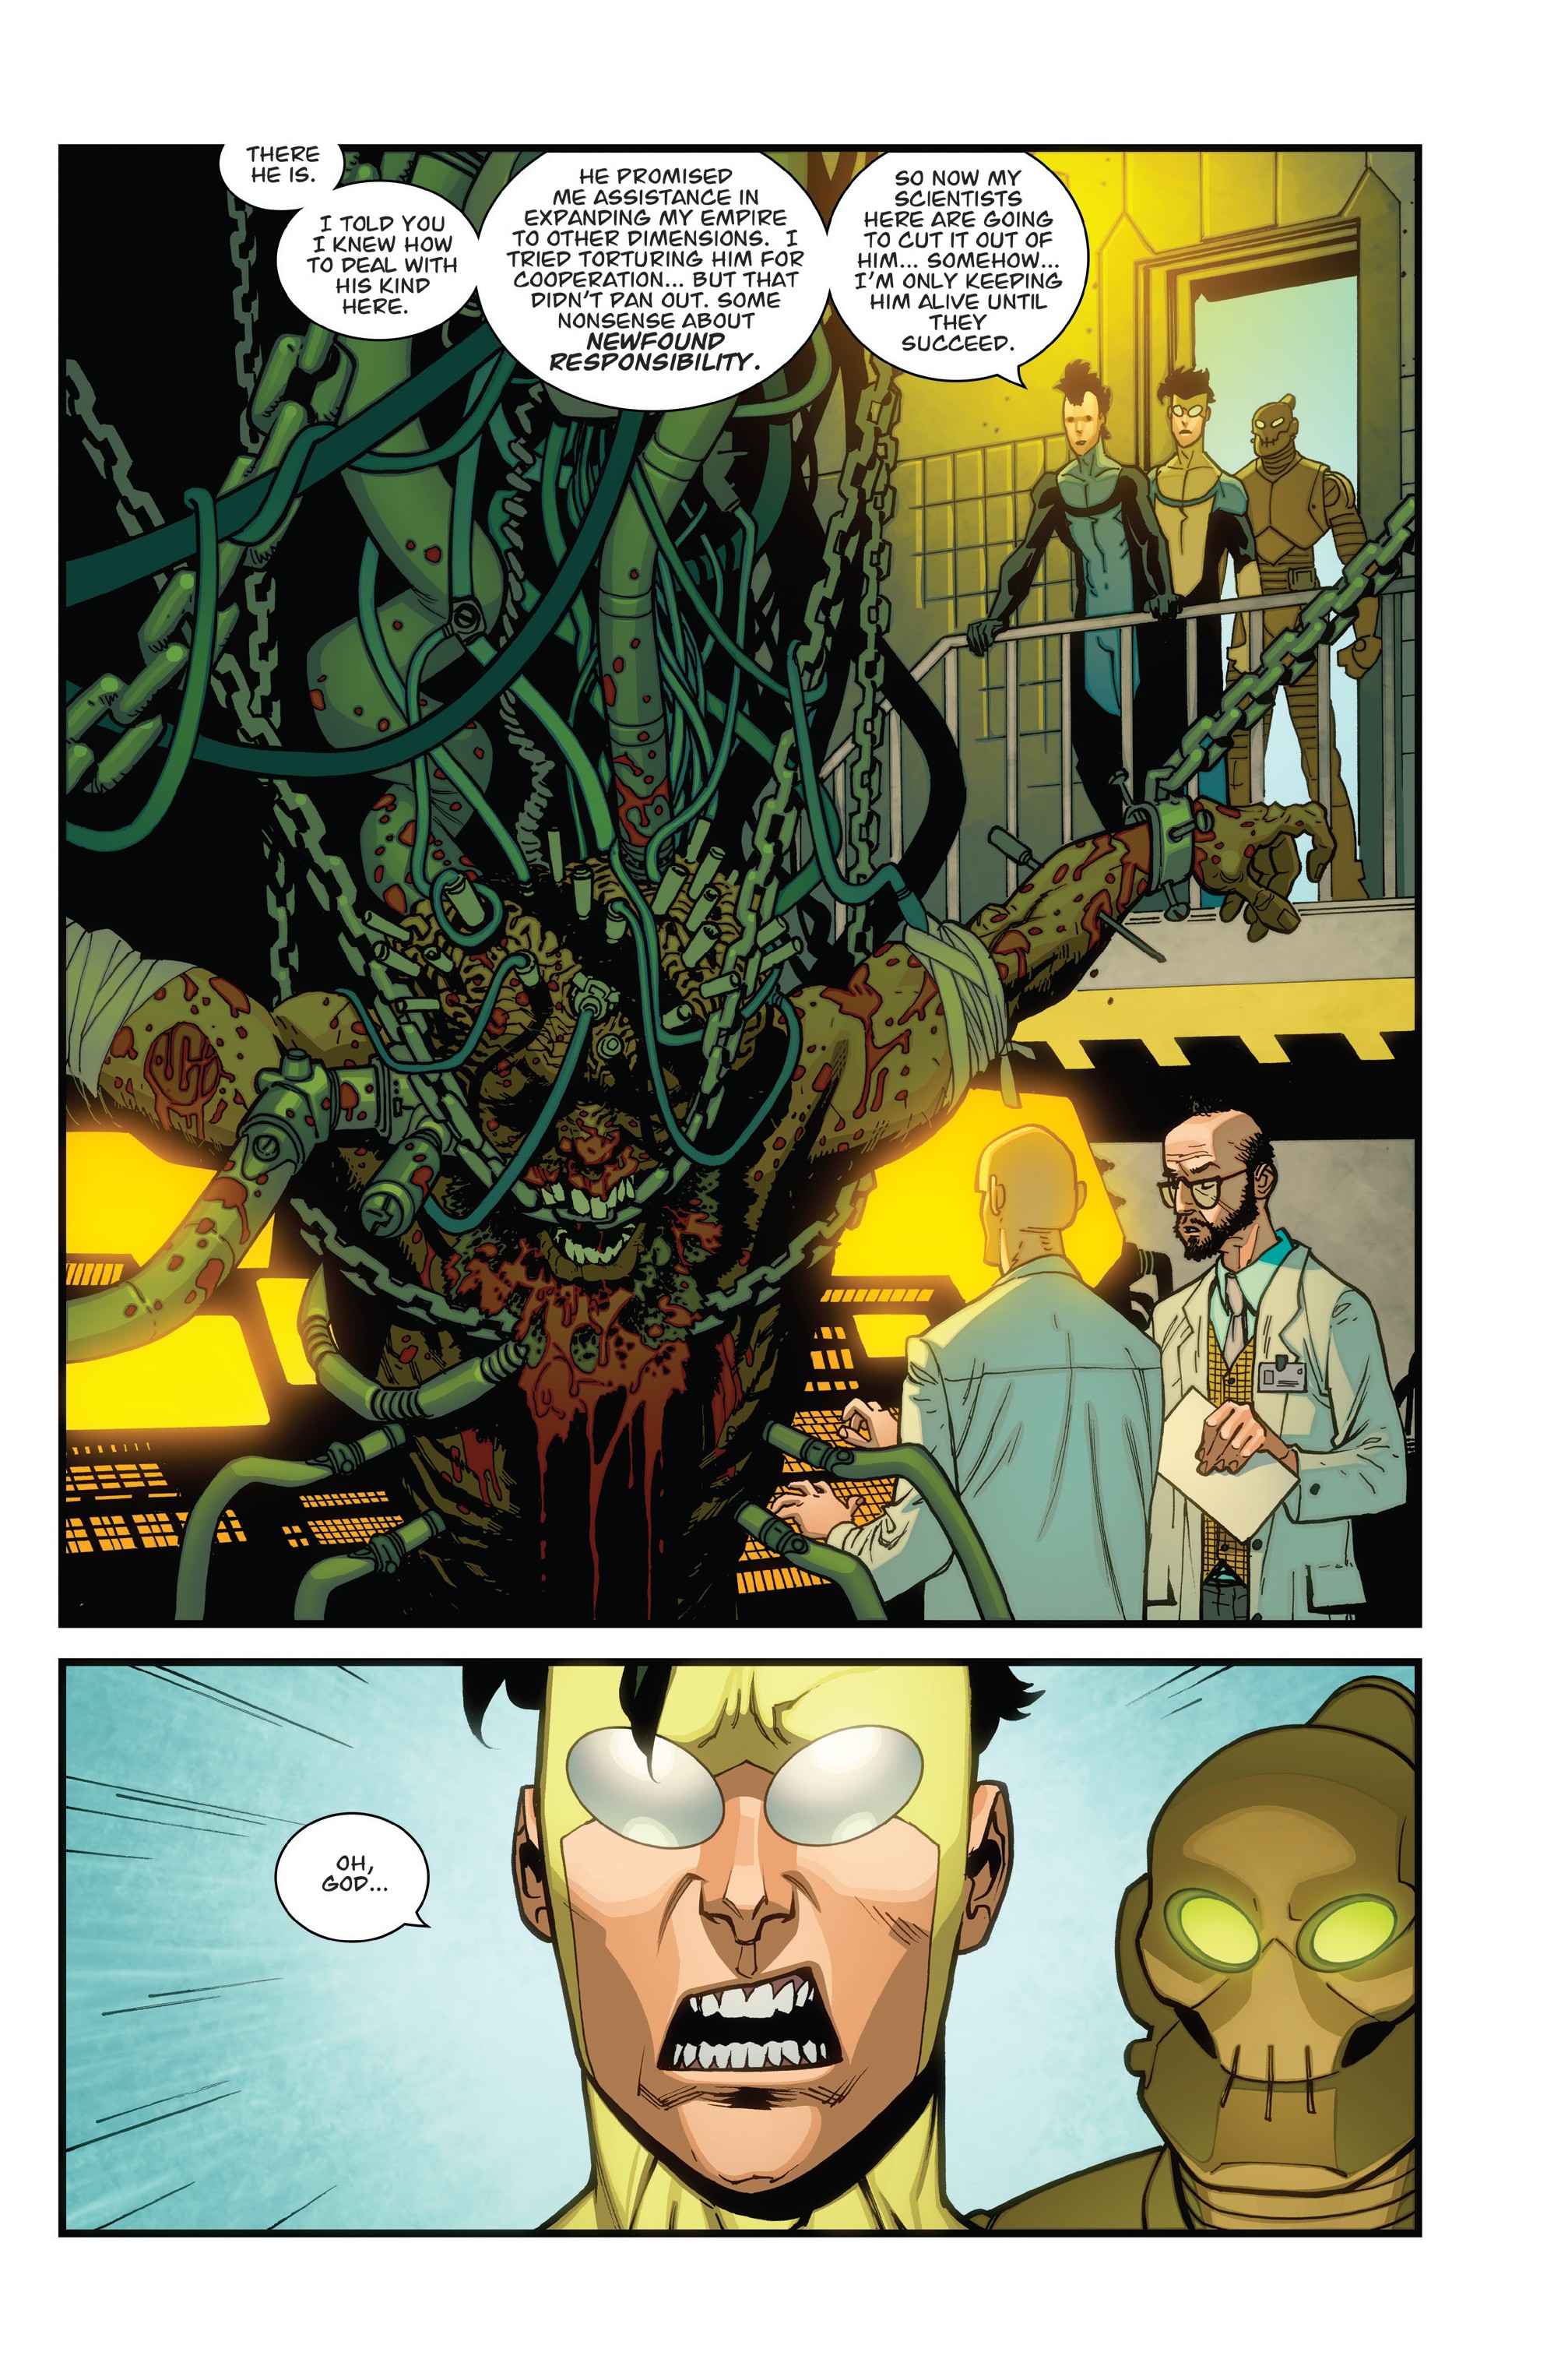 THERE
HE IS.
I TOLD YOU
I KNEW HOW
TO DEAL WITH
HIS KIND
HERE.
HE PROMISED
ME ASSISTANCE IN
EXPANDING MY EMPIRE
TO OTHER DIMENSIONS. I
TRIED TORTURING HIM FOR
COOPERATION... BUT THAT
DIDN'T PAN OUT. SOME
NONSENSE ABOUT
NEWFOUND
RESPONSIBILITY.
SO NOW MY
SCIENTISTS
HERE ARE GOING
TO CUT IT OUT OF
HIM... SOMEHOW...
I'M ONLY KEEPING
HIM ALIVE UNTIL
THEY
SUCCEED.
OH,
GOD...